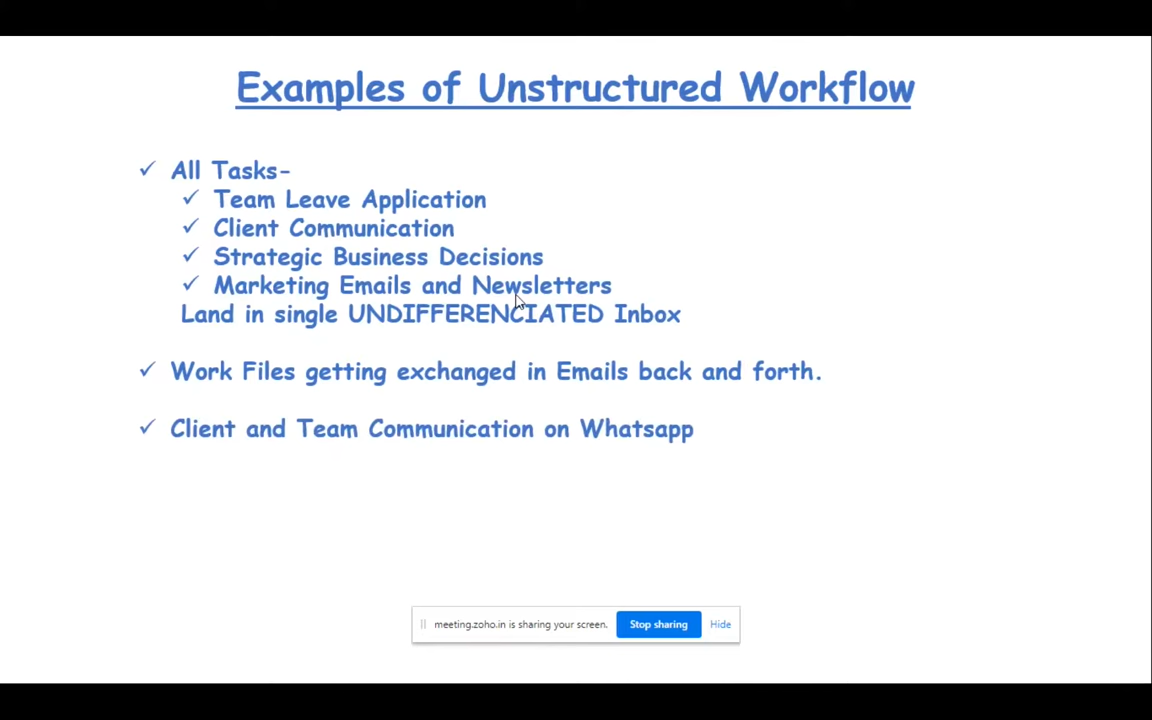 Examples of Unstructured Workflow
✓ All Tasks-
✓ Team Leave Application
✓ Client Communication
✓ Strategic Business Decisions
✓ Marketing Emails and Newsletters
Land in single UNDIFFERENCIATED Inbox
✓ Work Files getting exchanged in Emails back and forth.
✓ Client and Team Communication on Whatsapp
meeting.zoho.in is sharing your screen. Stop sharing Hide